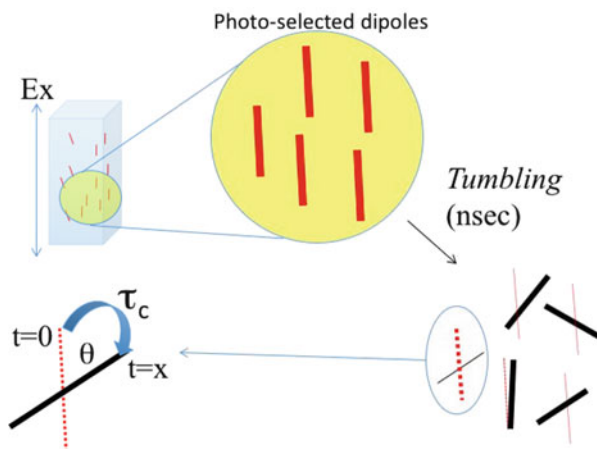 Photo-selected dipoles
Ex
Tumbling
(nsec)
τc
t=0
θ
t=x